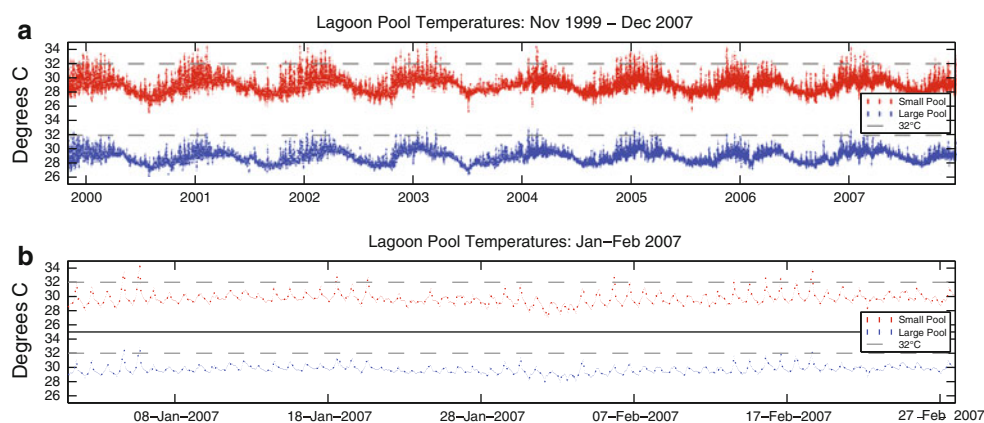 a
Lagoon Pool Temperatures: Nov 1999 – Dec 2007
Degrees C
34
32
30
28
26
32
30
28
26
Small Pool
Large Pool
32°C
2000 2001 2002 2003 2004 2005 2006 2007
b
Lagoon Pool Temperatures: Jan–Feb 2007
Degrees C
34
32
30
28
26
34
32
30
28
26
Small Pool
Large Pool
32°C
08–Jan–2007 18–Jan–2007 28–Jan–2007 07–Feb–2007 17–Feb–2007 27–Feb–2007